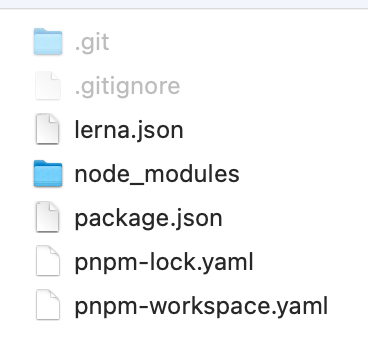 .git
.gitignore
lerna.json
node_modules
package.json
pnpm-lock.yaml
pnpm-workspace.yaml